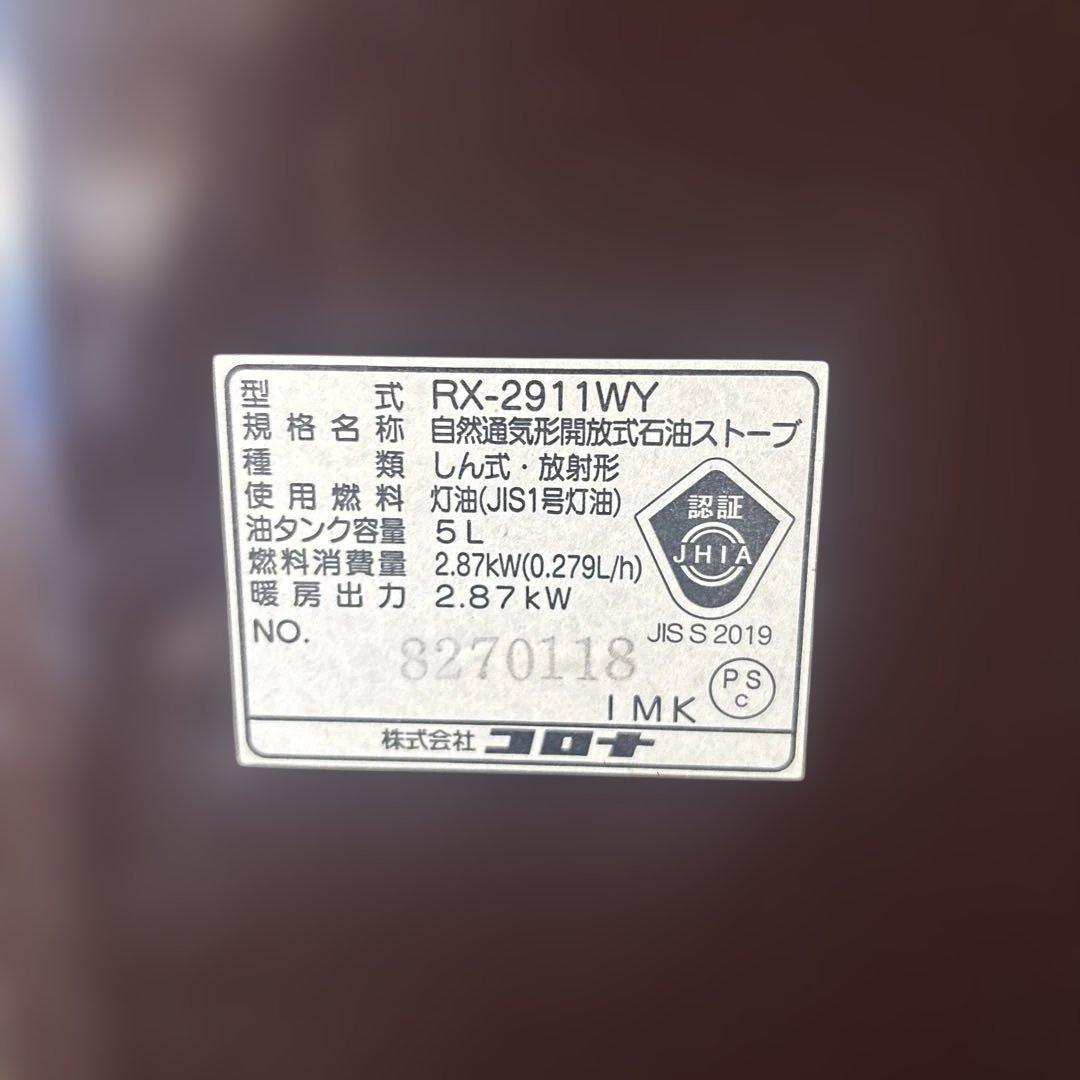 型式 RX-2911WY
規格名称 自然通気形開放式石油ストーブ
種類 しん式・放射形
使用燃料 灯油(JIS1号灯油)
油タンク容量 5L
燃料消費量 2.87kW(0.279L/h)
暖房出力 2.87kW
認証
JHIA
JIS S 2019
NO. 8270118
IMK
PS
C
株式会社コロナ